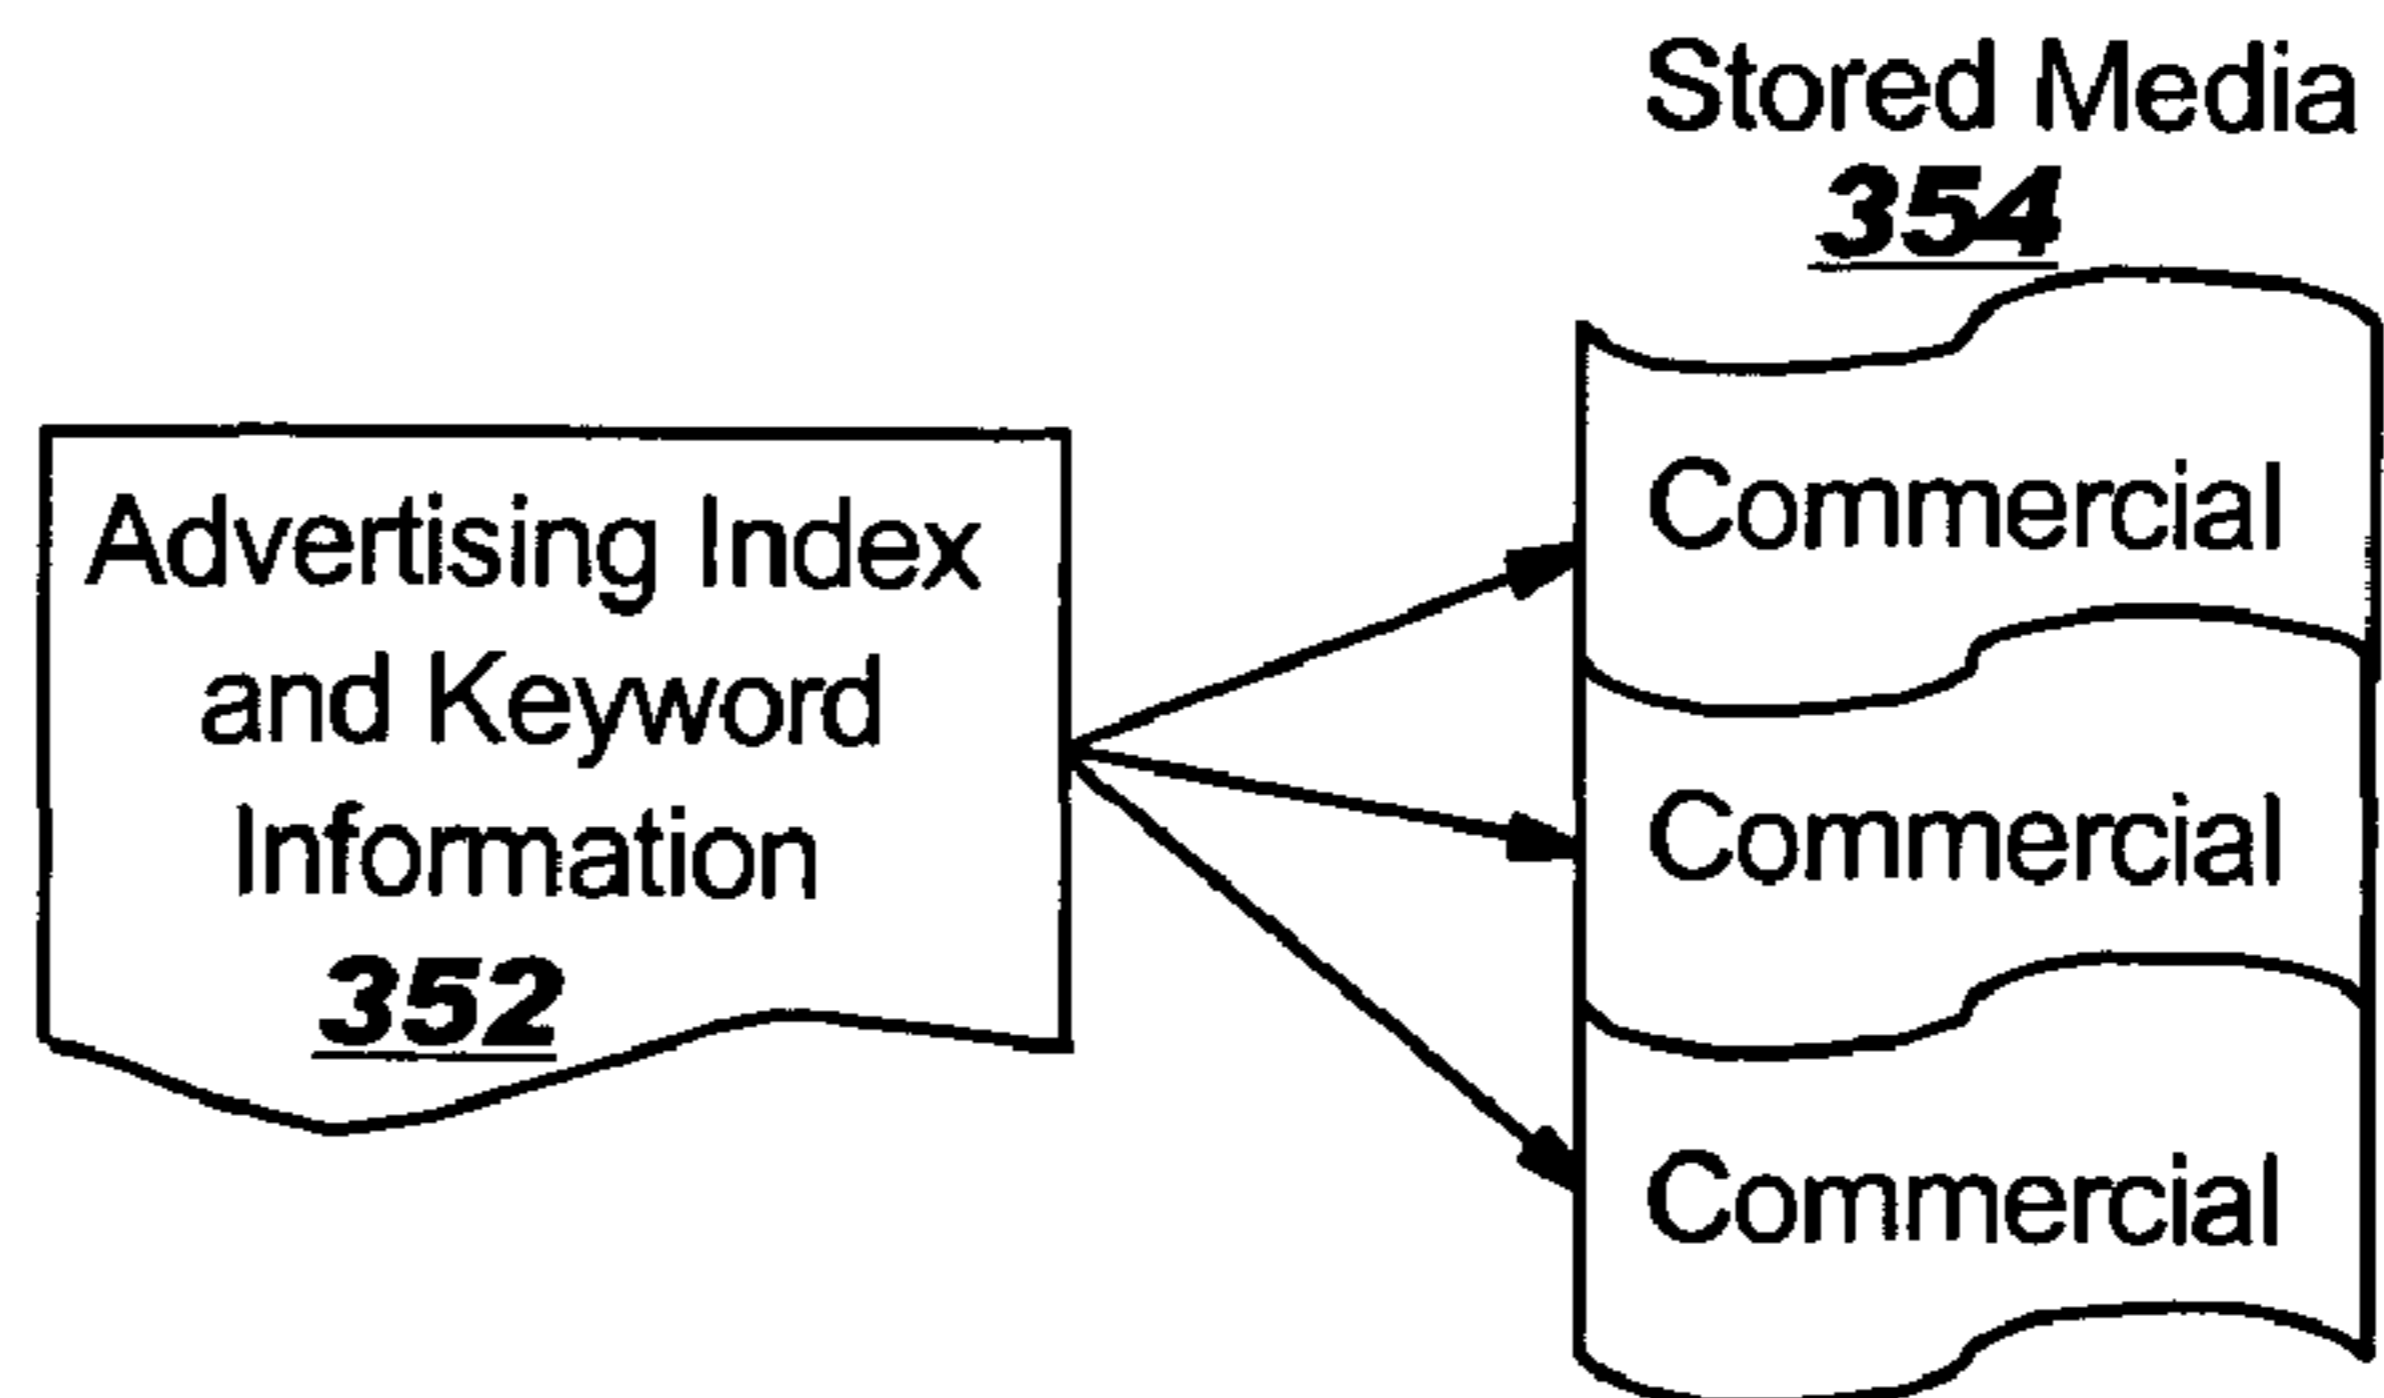 Stored Media
354
Advertising Index
and Keyword
Information
352
Commercial
Commercial
Commercial